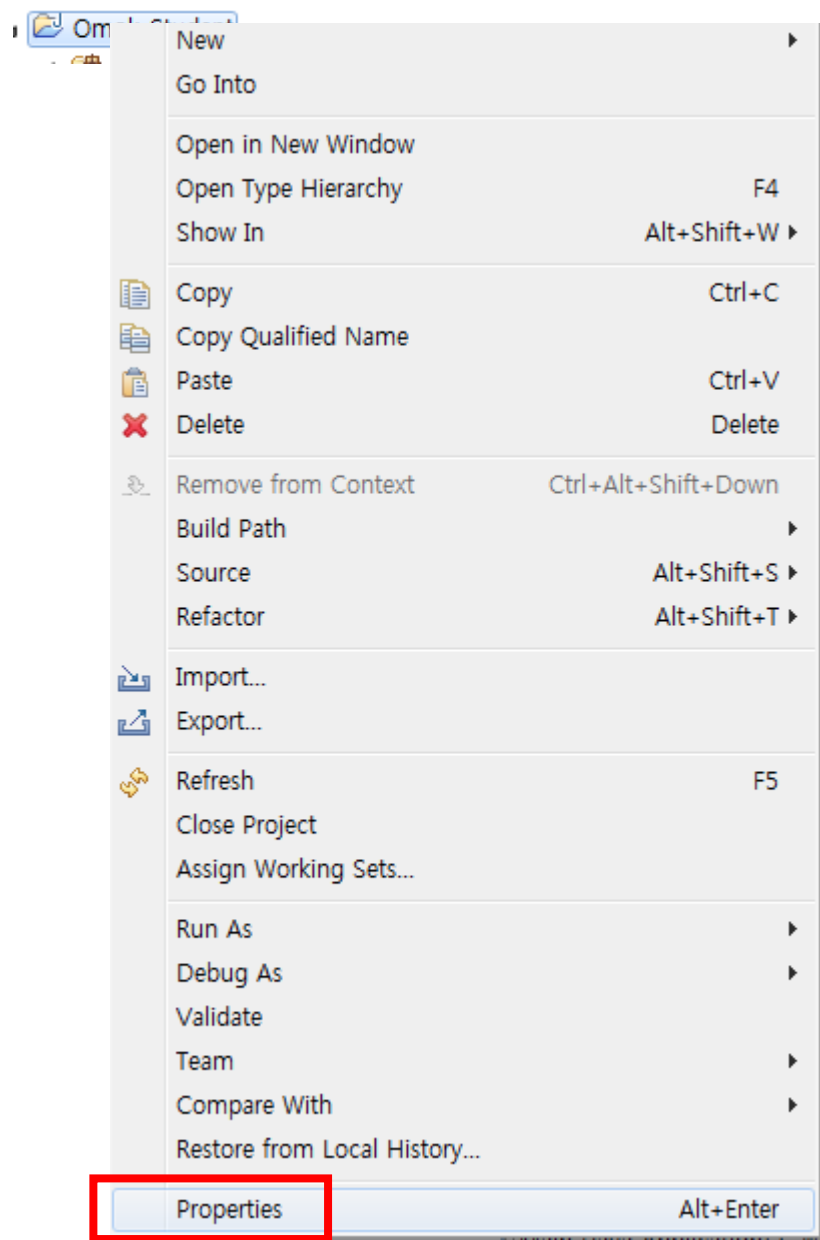 New
Go Into
Open in New Window
Open Type Hierarchy F4
Show In Alt+Shift+W
Copy Ctrl+C
Copy Qualified Name
Paste Ctrl+V
Delete Delete
Remove from Context Ctrl+Alt+Shift+Down
Build Path
Source Alt+Shift+S
Refactor Alt+Shift+T
Import...
Export...
Refresh F5
Close Project
Assign Working Sets...
Run As
Debug As
Validate
Team
Compare With
Restore from Local History...
Properties Alt+Enter